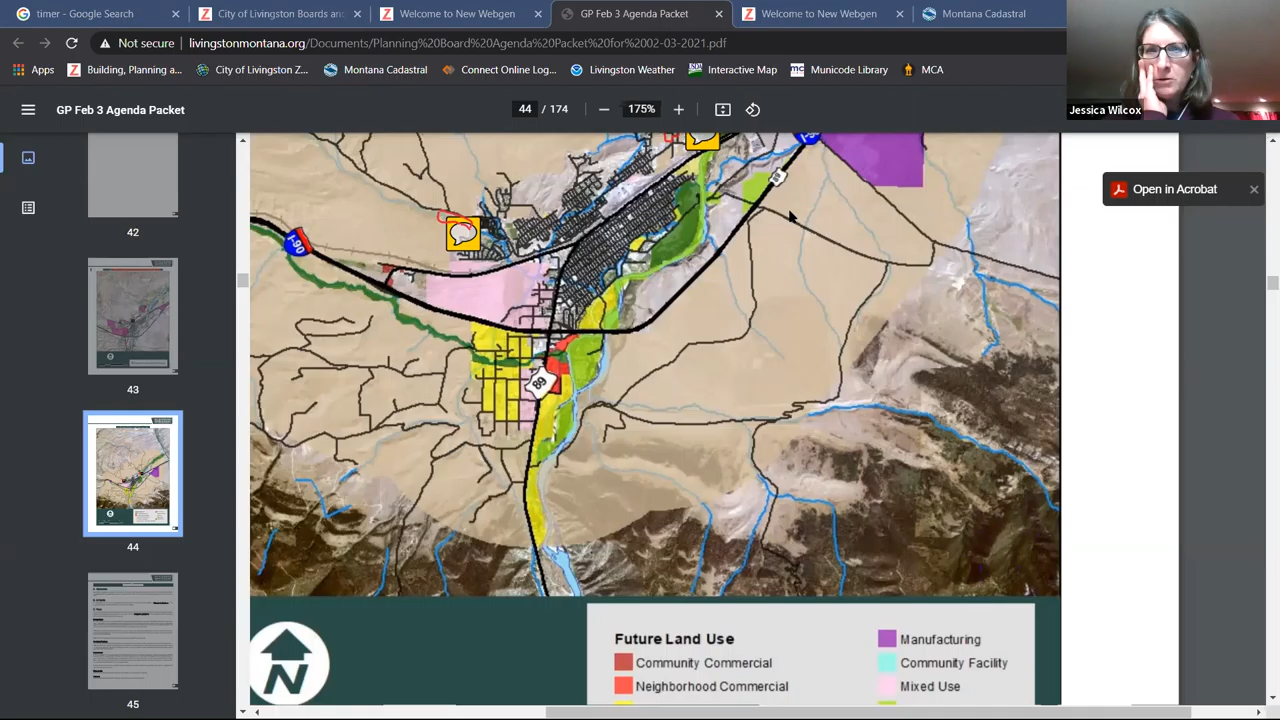 timer - Google Search
City of Livingston Boards and
Welcome to New Webgen
GP Feb 3 Agenda Packet
Welcome to New Webgen
Montana Cadastral
Not secure
livingstonmontana.org/Documents/Planning%20Board%20Agenda%20Packet%20for%2002-03-2021.pdf
Apps
Building, Planning a...
City of Livingston Z...
Montana Cadastral
Project Online Log...
Livingston Weather
Interactive Map
Municode Library
MCA
Jessica Wilcox
GP Feb 3 Agenda Packet
44 / 174
175%
Open in Acrobat
42
43
44
45
I-90
89
89
N
Future Land Use
Community Commercial
Neighborhood Commercial
Manufacturing
Community Facility
Mixed Use